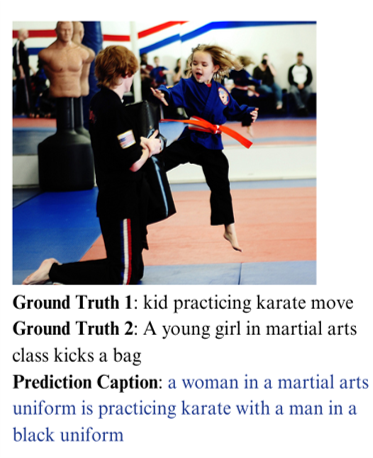 Ground Truth 1: kid practicing karate move
Ground Truth 2: A young girl in martial arts
class kicks a bag
Prediction Caption: a woman in a martial arts
uniform is practicing karate with a man in a
black uniform